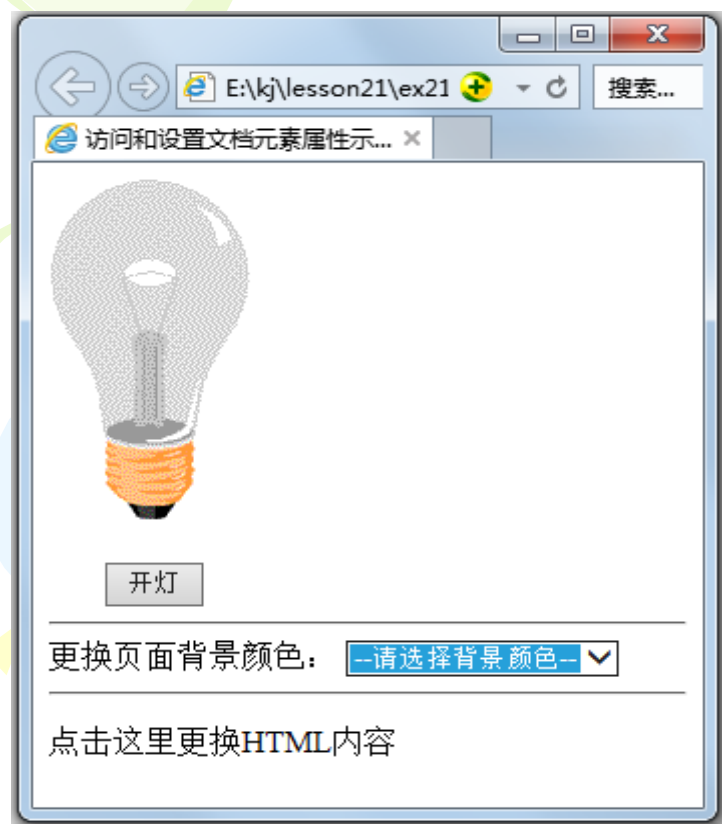 E:\kj\lesson21\ex21
搜索...
访问和设置文档元素属性示...
开灯
更换页面背景颜色：
--请选择背景颜色--
点击这里更换HTML内容